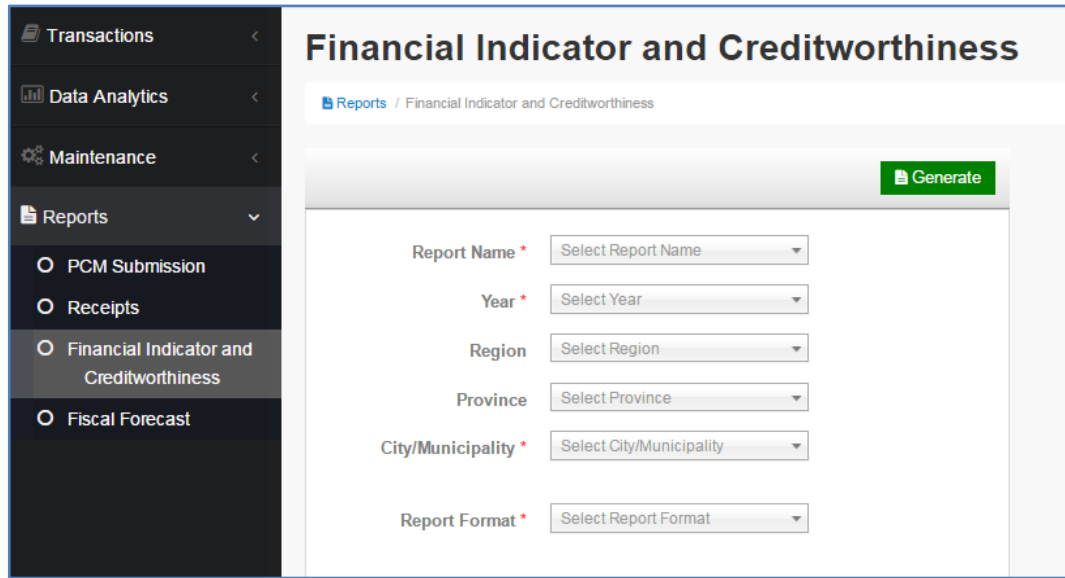 Transactions
Data Analytics
Maintenance
Reports
PCM Submission
Receipts
Financial Indicator and
Creditworthiness
Fiscal Forecast
Financial Indicator and Creditworthiness
Reports / Financial Indicator and Creditworthiness
Generate
Report Name * Select Report Name
Year * Select Year
Region Select Region
Province Select Province
City/Municipality * Select City/Municipality
Report Format * Select Report Format